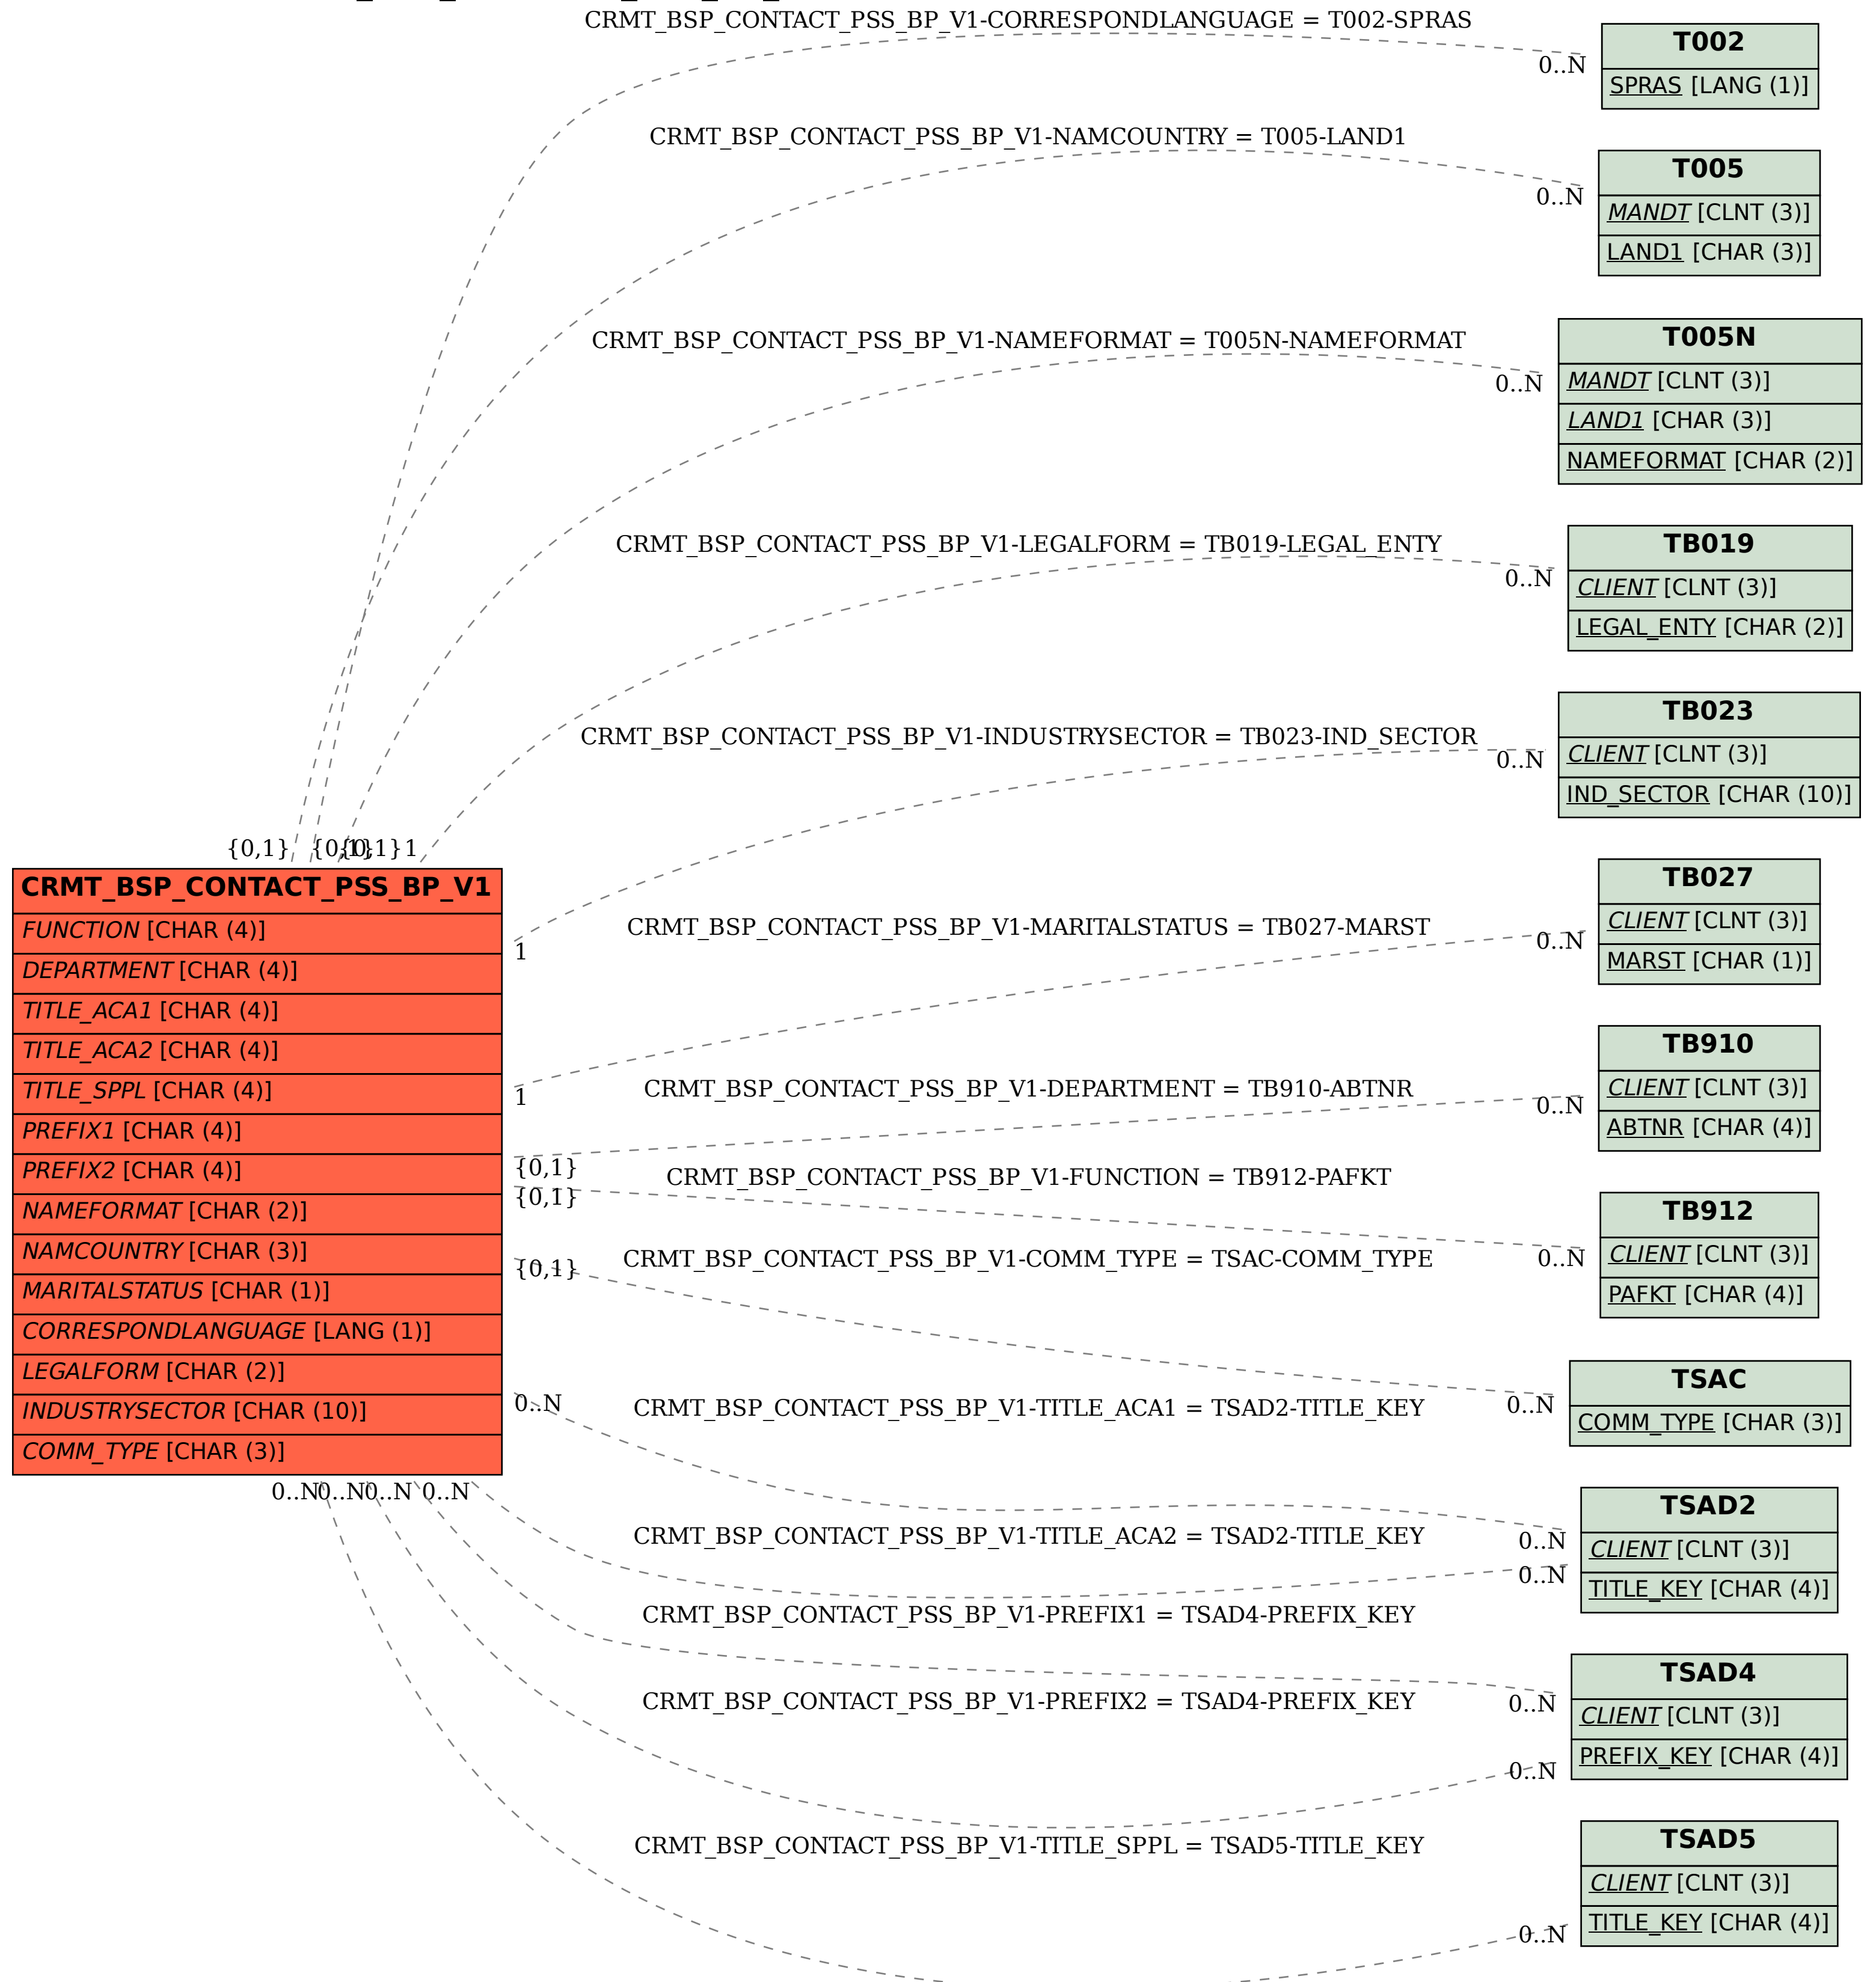 CRMT_BSP_CONTACT_PSS_BP_V1-CORRESPONDLANGUAGE = T002-SPRAS
0..N
T002
SPRAS [LANG (1)]
CRMT_BSP_CONTACT_PSS_BP_V1-NAMCOUNTRY = T005-LAND1
0..N
T005
MANDT [CLNT (3)]
LAND1 [CHAR (3)]
CRMT_BSP_CONTACT_PSS_BP_V1-NAMEFORMAT = T005N-NAMEFORMAT
0..N
T005N
MANDT [CLNT (3)]
LAND1 [CHAR (3)]
NAMEFORMAT [CHAR (2)]
CRMT_BSP_CONTACT_PSS_BP_V1-LEGALFORM = TB019-LEGAL_ENTY
0..N
TB019
CLIENT [CLNT (3)]
LEGAL_ENTY [CHAR (2)]
CRMT_BSP_CONTACT_PSS_BP_V1-INDUSTRYSECTOR = TB023-IND_SECTOR
0..N
TB023
CLIENT [CLNT (3)]
IND_SECTOR [CHAR (10)]
{0,1}
{0,1}
{0,1}
1
CRMT_BSP_CONTACT_PSS_BP_V1
FUNCTION [CHAR (4)]
DEPARTMENT [CHAR (4)]
TITLE_ACA1 [CHAR (4)]
TITLE_ACA2 [CHAR (4)]
TITLE_SPPL [CHAR (4)]
PREFIX1 [CHAR (4)]
PREFIX2 [CHAR (4)]
NAMEFORMAT [CHAR (2)]
NAMCOUNTRY [CHAR (3)]
MARITALSTATUS [CHAR (1)]
CORRESPONDLANGUAGE [LANG (1)]
LEGALFORM [CHAR (2)]
INDUSTRYSECTOR [CHAR (10)]
COMM_TYPE [CHAR (3)]
1
CRMT_BSP_CONTACT_PSS_BP_V1-MARITALSTATUS = TB027-MARST
0..N
TB027
CLIENT [CLNT (3)]
MARST [CHAR (1)]
1
CRMT_BSP_CONTACT_PSS_BP_V1-DEPARTMENT = TB910-ABTNR
0..N
TB910
CLIENT [CLNT (3)]
ABTNR [CHAR (4)]
{0,1}
CRMT_BSP_CONTACT_PSS_BP_V1-FUNCTION = TB912-PAFKT
{0,1}
0..N
TB912
CLIENT [CLNT (3)]
PAFKT [CHAR (4)]
{0,1}
CRMT_BSP_CONTACT_PSS_BP_V1-COMM_TYPE = TSAC-COMM_TYPE
0..N
TSAC
COMM_TYPE [CHAR (3)]
0..N
CRMT_BSP_CONTACT_PSS_BP_V1-TITLE_ACA1 = TSAD2-TITLE_KEY
0..N
0..N
0..N
0..N
CRMT_BSP_CONTACT_PSS_BP_V1-TITLE_ACA2 = TSAD2-TITLE_KEY
0..N
0..N
TSAD2
CLIENT [CLNT (3)]
TITLE_KEY [CHAR (4)]
CRMT_BSP_CONTACT_PSS_BP_V1-PREFIX1 = TSAD4-PREFIX_KEY
0..N
CRMT_BSP_CONTACT_PSS_BP_V1-PREFIX2 = TSAD4-PREFIX_KEY
0..N
TSAD4
CLIENT [CLNT (3)]
PREFIX_KEY [CHAR (4)]
CRMT_BSP_CONTACT_PSS_BP_V1-TITLE_SPPL = TSAD5-TITLE_KEY
0..N
TSAD5
CLIENT [CLNT (3)]
TITLE_KEY [CHAR (4)]